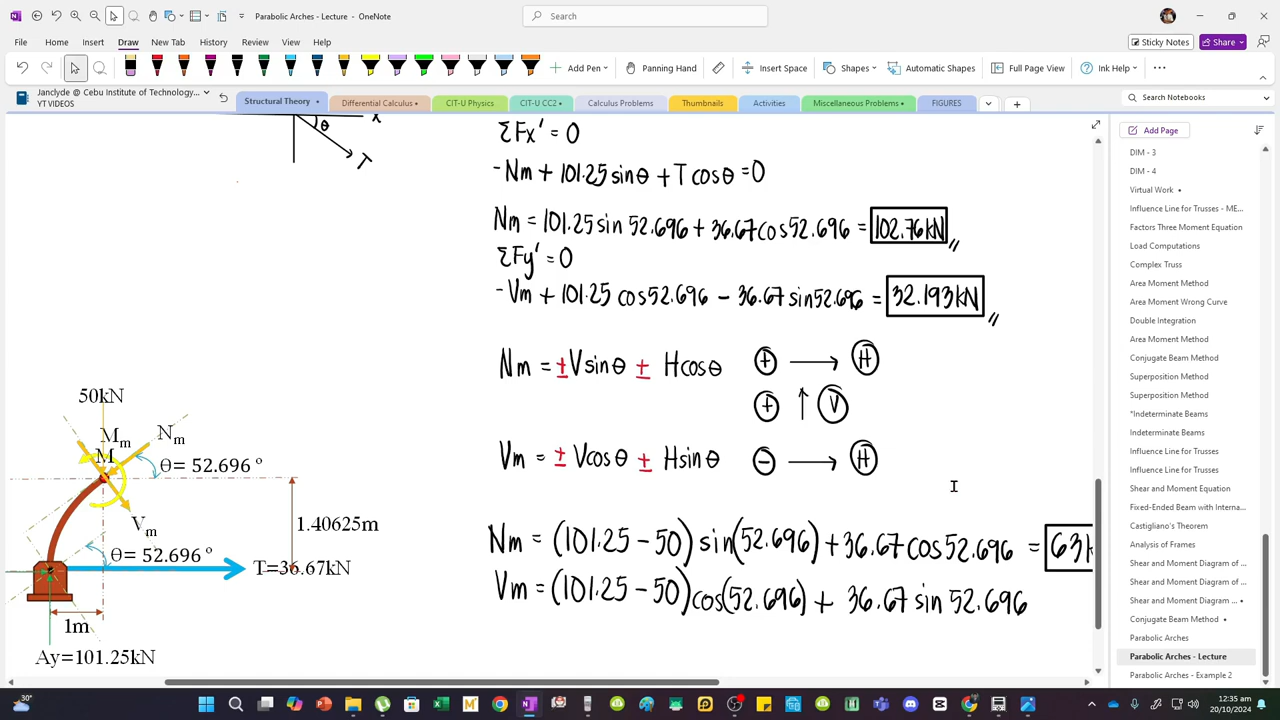 Parabolic Arches - Lecture - OneNote
Search
File Home Insert Draw New Tab History Review View Help
Sticky Notes Share
Add Pen Panning Hand Insert Space Shapes Automatic Shapes Full Page View Ink Help
Janclyde @ Cebu Institute of Technology...
YT VIDEOS
Structural Theory Differential Calculus CIT-U Physics CIT-U CC2 Calculus Problems Thumbnails Activities Miscellaneous Problems FIGURES
Search Notebooks
Add Page
DIM - 3
DIM - 4
Virtual Work
Influence Line for Trusses - ME...
Factors Three Moment Equation
Load Computations
Complex Truss
Area Moment Method
Area Moment Wrong Curve
Double Integration
Area Moment Method
Conjugate Beam Method
Superposition Method
Superposition Method
*Indeterminate Beams
Indeterminate Beams
Influence Line for Trusses
Influence Line for Trusses
Shear and Moment Equation
Fixed-Ended Beam with Interna...
Castigliano's Theorem
Analysis of Frames
Shear and Moment Diagram of ...
Shear and Moment Diagram of ...
Shear and Moment Diagram ...
Conjugate Beam Method
Parabolic Arches
Parabolic Arches - Lecture
Parabolic Arches - Example 2
x
θ
T
ΣFx' = 0
-Nm + 101.25 sinθ + T cosθ = 0
Nm = 101.25 sin 52.696 + 36.67 cos 52.696 = 102.76 kN
ΣFy' = 0
-Vm + 101.25 cos52.696 - 36.67 sin52.696 = 32.193 kN
Nm = ± Vsinθ ± Hcosθ + → H
+ ↑ V
Vm = ± Vcosθ ± Hsinθ - → H
Nm = (101.25 - 50) sin(52.696) + 36.67 cos52.696 = 63k
Vm = (101.25 - 50) cos(52.696) + 36.67 sin 52.696
50kN
Mm
Nm
M
θ= 52.696 º
Vm
1.40625m
θ= 52.696 º
T=36.67kN
1m
Ay=101.25kN
30°
12:35 am
20/10/2024